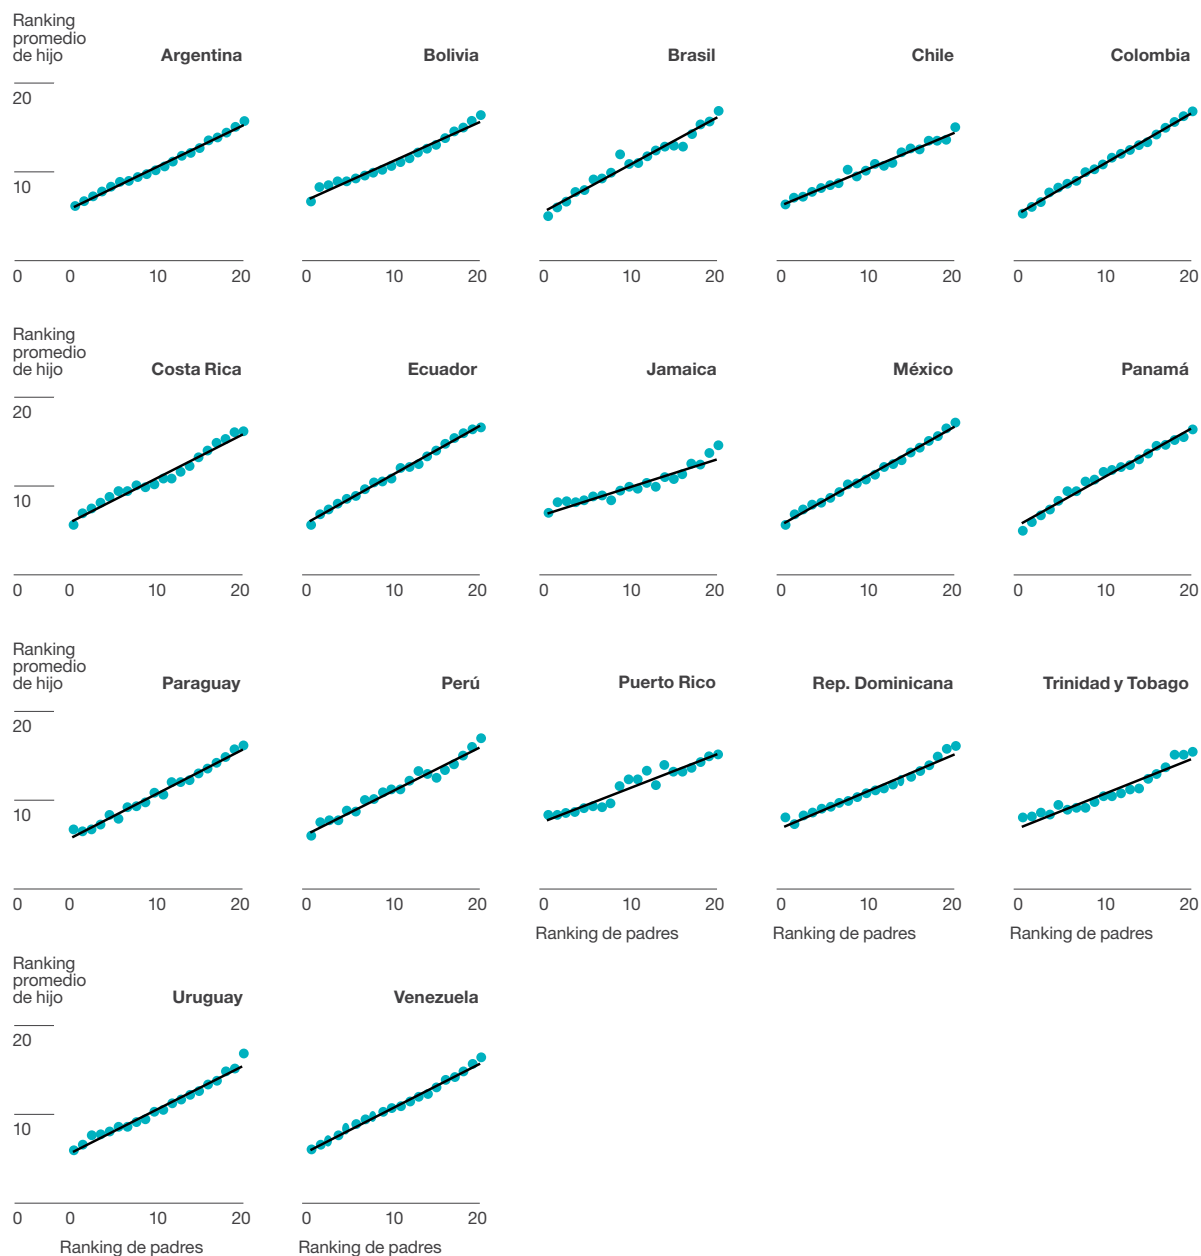 Ranking
promedio
de hijo
Argentina
Bolivia
Brasil
Chile
Colombia
20
10
0 0 10 20
0 10 20
0 10 20
0 10 20
0 10 20
Ranking
promedio
de hijo
Costa Rica
Ecuador
Jamaica
México
Panamá
20
10
0 0 10 20
0 10 20
0 10 20
0 10 20
0 10 20
Ranking
promedio
de hijo
Paraguay
Perú
Puerto Rico
Rep. Dominicana
Trinidad y Tobago
20
10
0 0 10 20
0 10 20
0 10 20
0 10 20
0 10 20
Ranking de padres
Ranking de padres
Ranking de padres
Ranking
promedio
de hijo
Uruguay
Venezuela
20
10
0 0 10 20
0 10 20
Ranking de padres
Ranking de padres